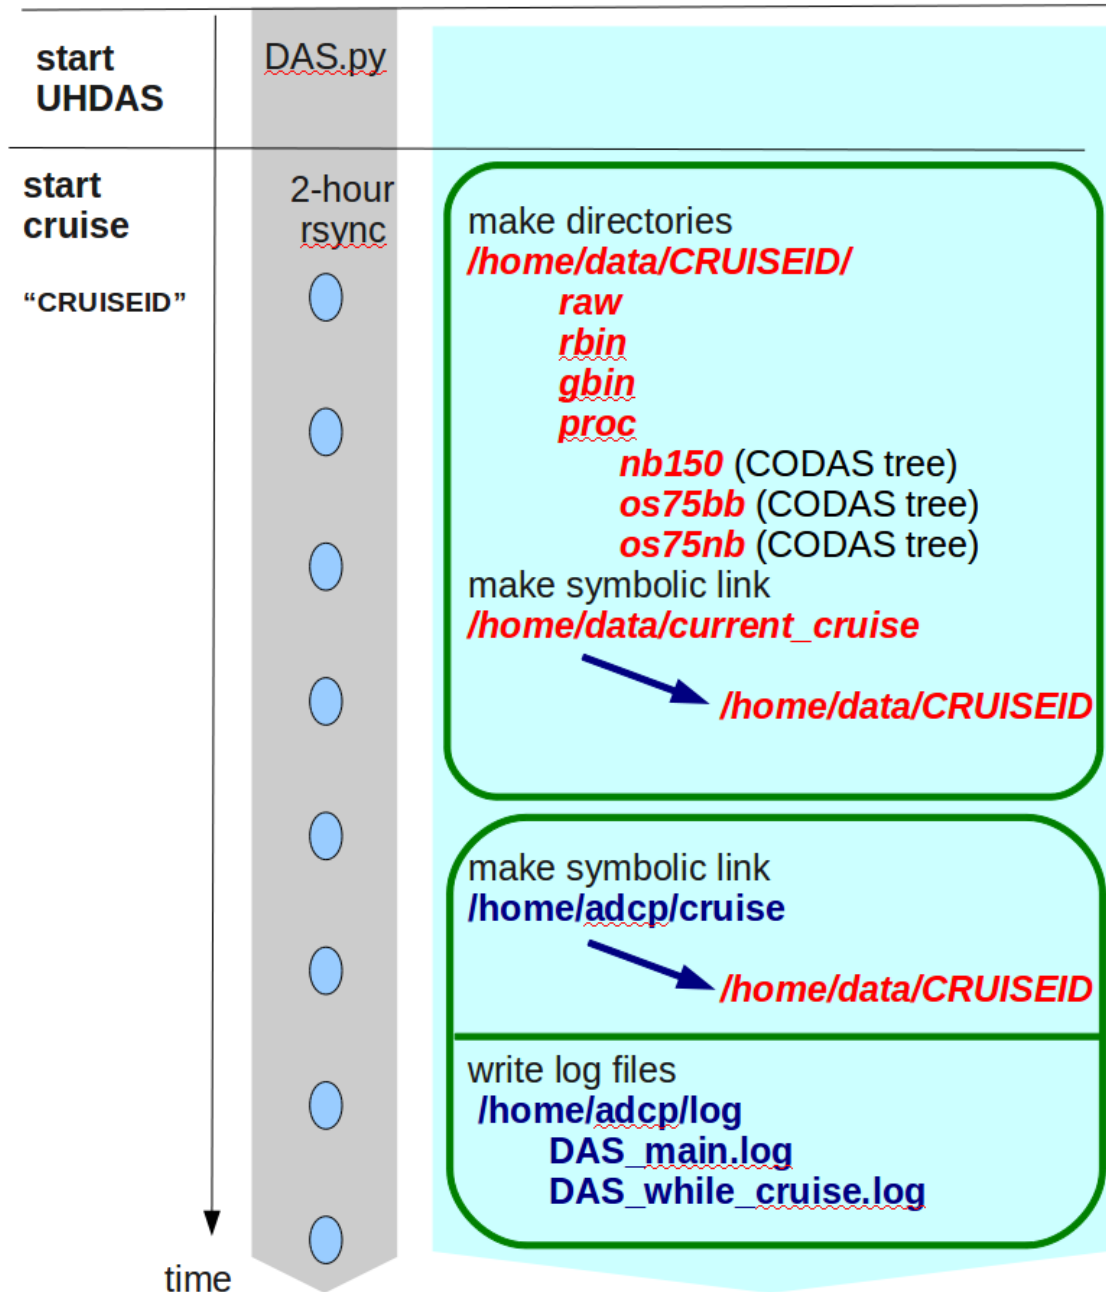 start
UHDAS
DAS.py
start
cruise
"CRUISEID"
2-hour
rsync
make directories
/home/data/CRUISEID/
raw
rbin
gbin
proc
nb150 (CODAS tree)
os75bb (CODAS tree)
os75nb (CODAS tree)
make symbolic link
/home/data/current_cruise
/home/data/CRUISEID
make symbolic link
/home/adcp/cruise
/home/data/CRUISEID
write log files
/home/adcp/log
DAS_main.log
DAS_while_cruise.log
time